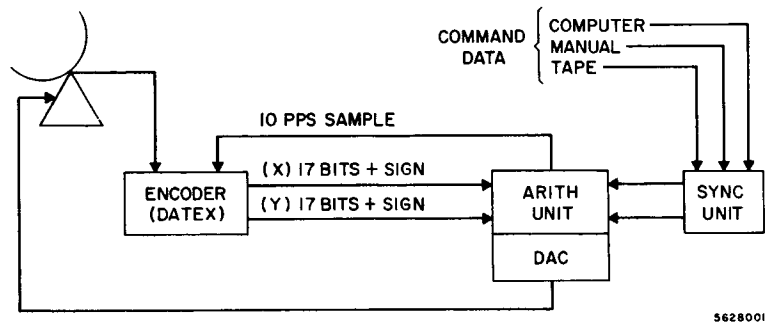 COMMAND DATA
COMPUTER
MANUAL
TAPE
10 PPS SAMPLE
(X) 17 BITS + SIGN
(Y) 17 BITS + SIGN
ENCODER
(DATEX)
ARITH
UNIT
DAC
SYNC
UNIT
5628001